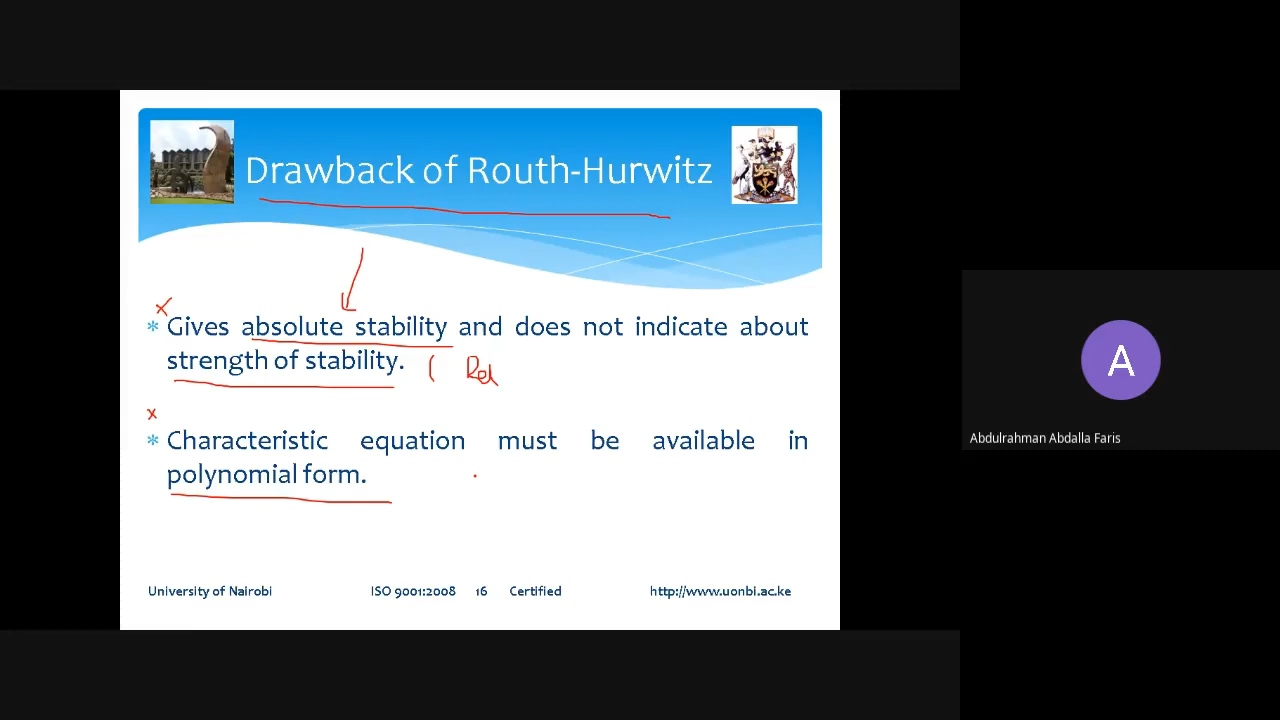 Drawback of Routh-Hurwitz
* Gives absolute stability and does not indicate about
strength of stability. ( Rel
* Characteristic equation must be available in
polynomial form.
University of Nairobi ISO 9001:2008 16 Certified http://www.uonbi.ac.ke
A
Abdulrahman Abdalla Faris